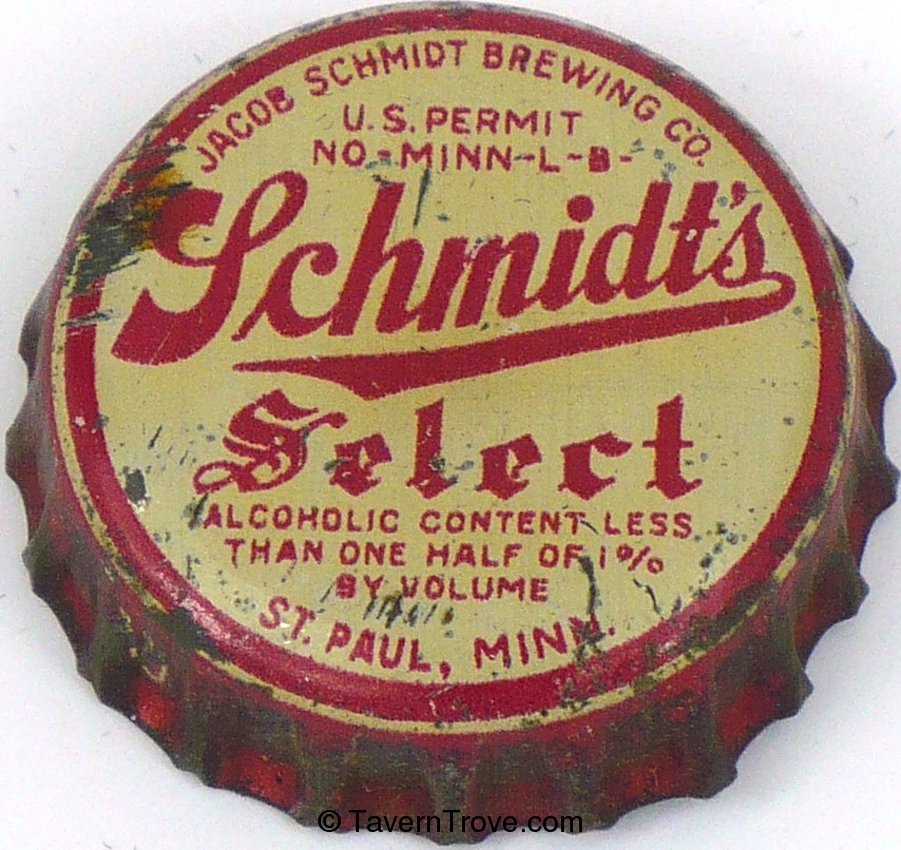 JACOB SCHMIDT BREWING CO.
U.S. PERMIT
NO-MINN-L-B-
Schmidt's
Select
ALCOHOLIC CONTENT LESS
THAN ONE HALF OF 1%
BY VOLUME
ST. PAUL, MINN.
© TavernTrove.com